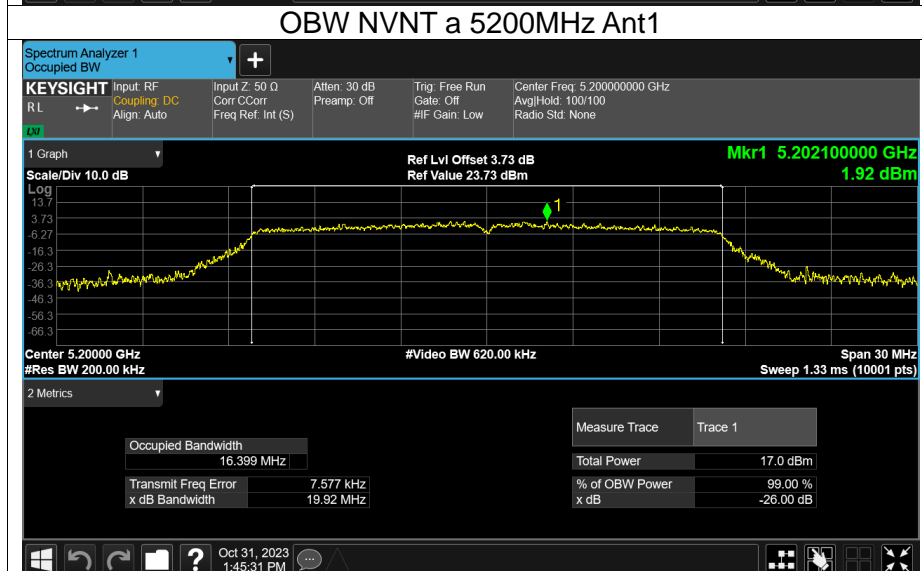 OBW NVNT a 5200MHz Ant1
Spectrum Analyzer 1
Occupied BW
+
KEYSIGHT
R L
LXI
Input: RF
Coupling: DC
Align: Auto
Input Z: 50 Ω
Corr CCorr
Freq Ref: Int (S)
Atten: 30 dB
Preamp: Off
Trig: Free Run
Gate: Off
#IF Gain: Low
Center Freq: 5.200000000 GHz
Avg|Hold: 100/100
Radio Std: None
1 Graph
Scale/Div 10.0 dB
Ref Lvl Offset 3.73 dB
Ref Value 23.73 dBm
Mkr1 5.202100000 GHz
1.92 dBm
Log
13.7
3.73
-6.27
-16.3
-26.3
-36.3
-46.3
-56.3
-66.3
1
Center 5.20000 GHz
#Res BW 200.00 kHz
#Video BW 620.00 kHz
Span 30 MHz
Sweep 1.33 ms (10001 pts)
2 Metrics
Occupied Bandwidth
16.399 MHz
Transmit Freq Error 7.577 kHz
x dB Bandwidth 19.92 MHz
Measure Trace Trace 1
Total Power 17.0 dBm
% of OBW Power 99.00 %
x dB -26.00 dB
?
Oct 31, 2023
1:45:31 PM